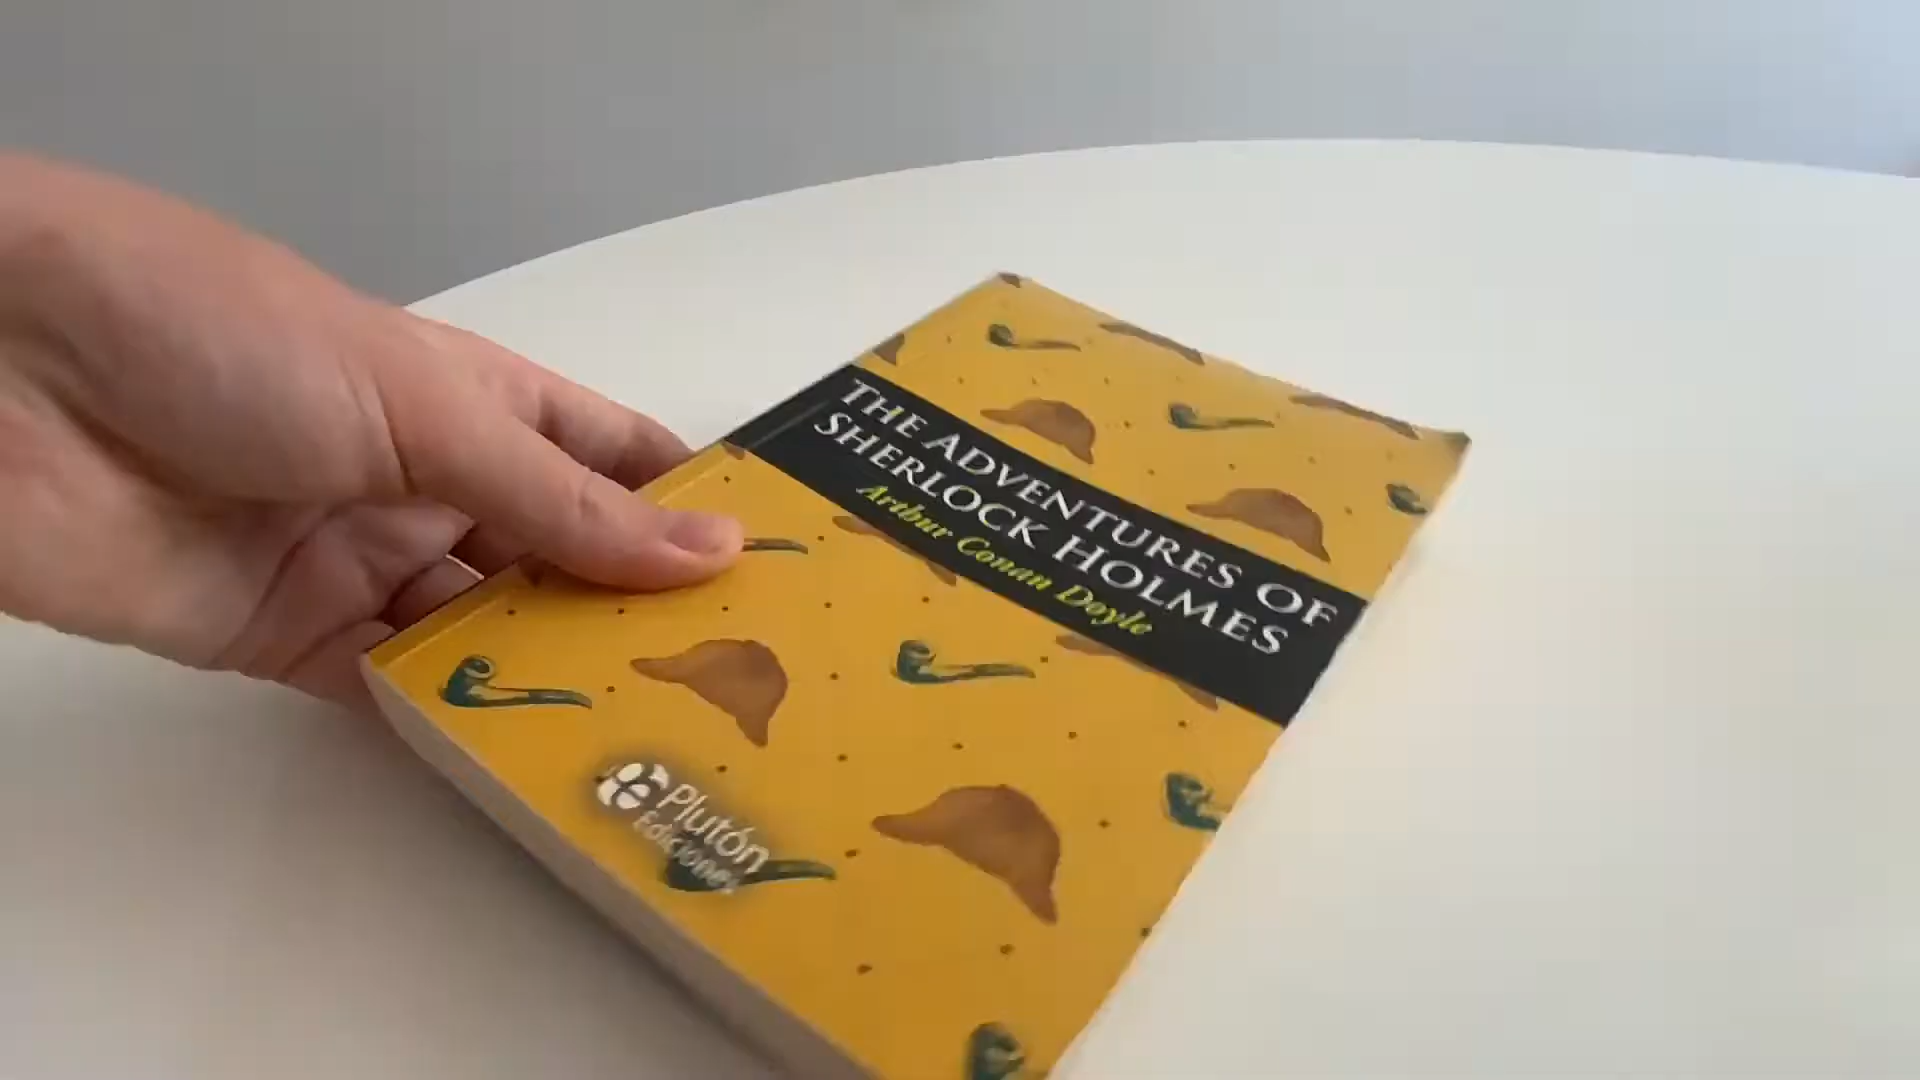 THE ADVENTURES OF
SHERLOCK HOLMES
Arthur Conan Doyle
Plutón
Ediciones